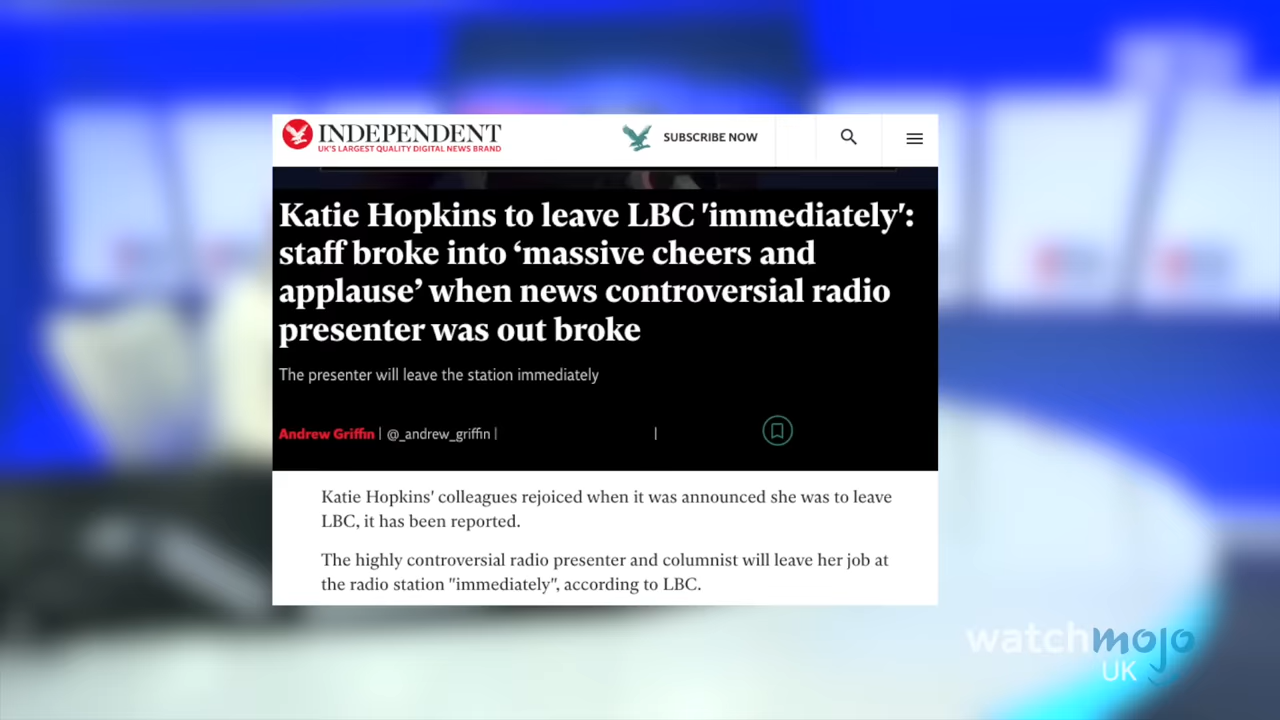 INDEPENDENT
UK'S LARGEST QUALITY DIGITAL NEWS BRAND
SUBSCRIBE NOW
Katie Hopkins to leave LBC 'immediately':
staff broke into ‘massive cheers and
applause’ when news controversial radio
presenter was out broke
The presenter will leave the station immediately
Andrew Griffin | @_andrew_griffin | |
Katie Hopkins' colleagues rejoiced when it was announced she was to leave
LBC, it has been reported.
The highly controversial radio presenter and columnist will leave her job at
the radio station "immediately", according to LBC.
watchmojo
UK